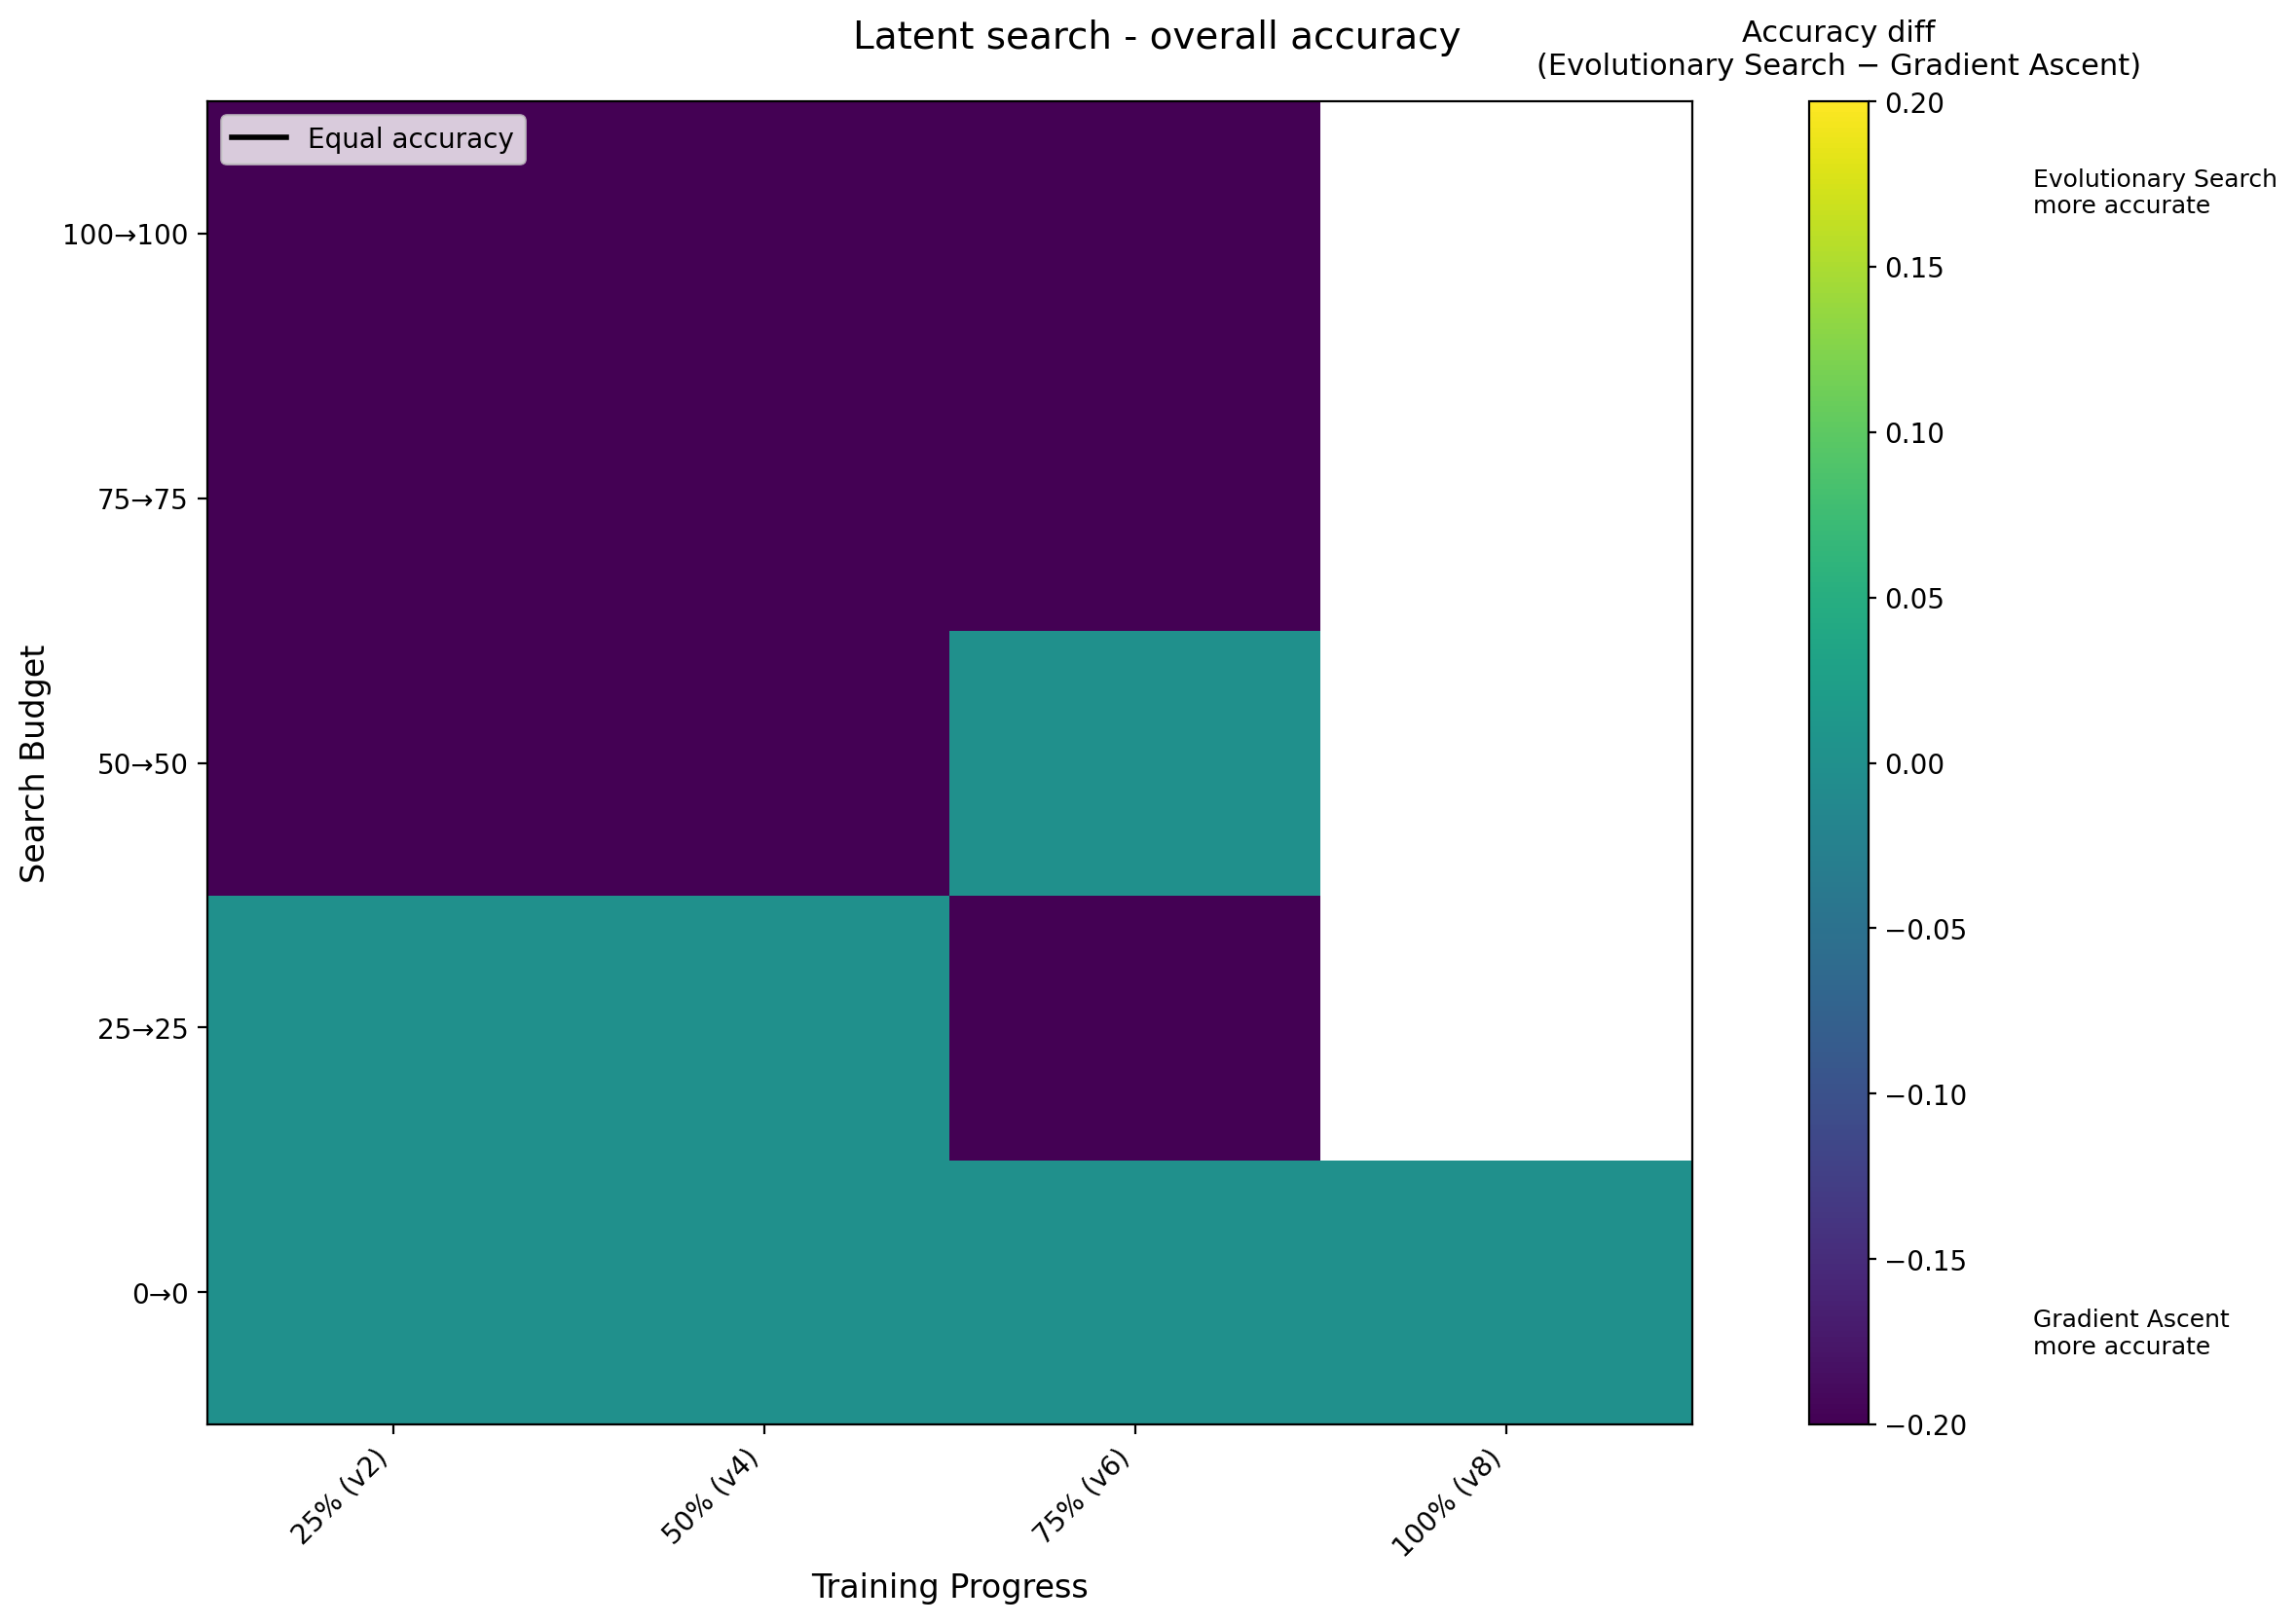 Latent search - overall accuracy
Accuracy diff
(Evolutionary Search − Gradient Ascent)
Equal accuracy
Search Budget
100→100
75→75
50→50
25→25
0→0
25% (v2)
50% (v4)
75% (v6)
100% (v8)
Training Progress
0.20
0.15
0.10
0.05
0.00
−0.05
−0.10
−0.15
−0.20
Evolutionary Search
more accurate
Gradient Ascent
more accurate